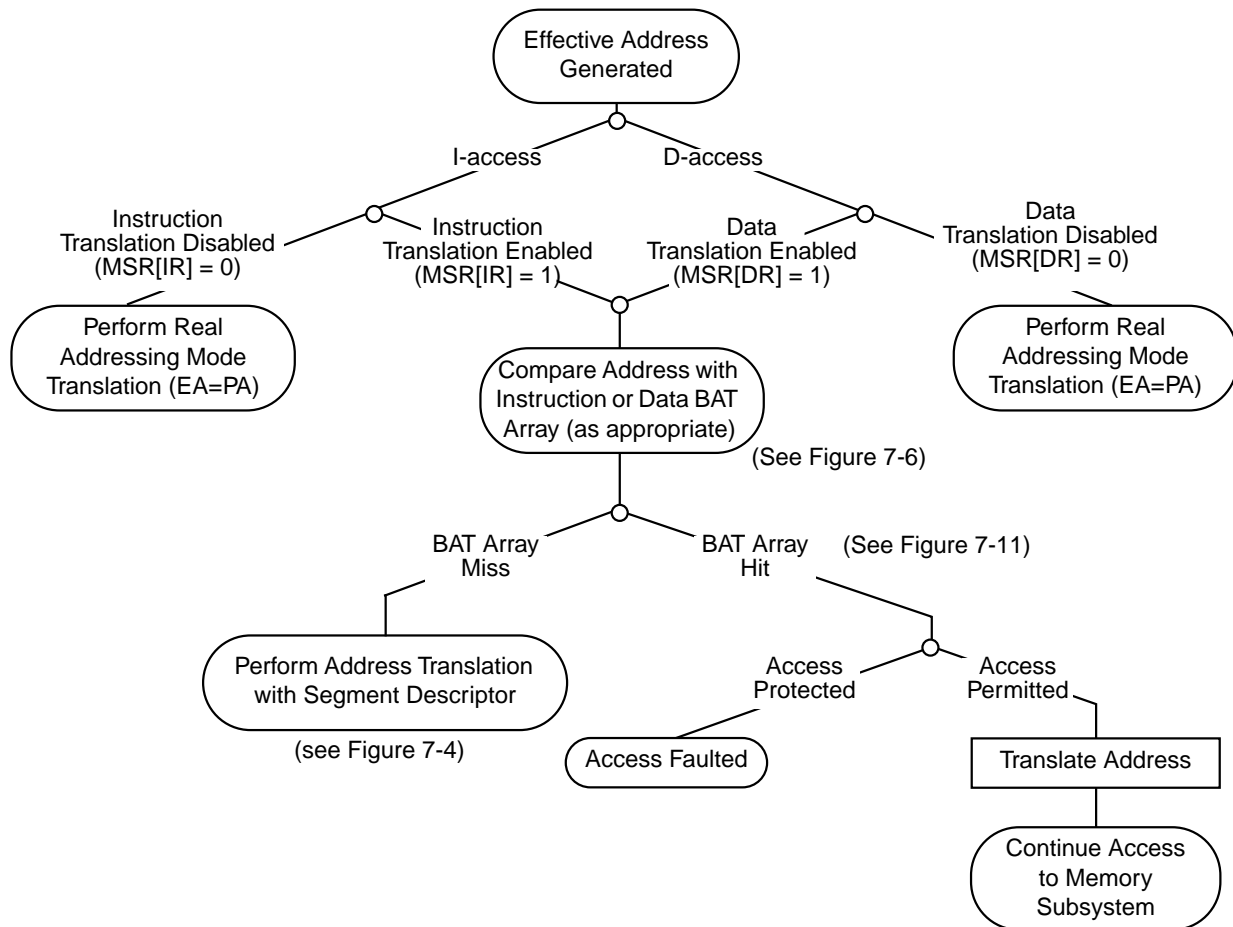 Effective Address
Generated
I-access
D-access
Instruction
Translation Disabled
(MSR[IR] = 0)
Instruction
Translation Enabled
(MSR[IR] = 1)
Data
Translation Enabled
(MSR[DR] = 1)
Data
Translation Disabled
(MSR[DR] = 0)
Perform Real
Addressing Mode
Translation (EA=PA)
Perform Real
Addressing Mode
Translation (EA=PA)
Compare Address with
Instruction or Data BAT
Array (as appropriate)
(See Figure 7-6)
BAT Array
Miss
BAT Array
Hit
(See Figure 7-11)
Perform Address Translation
with Segment Descriptor
(see Figure 7-4)
Access
Protected
Access
Permitted
Access Faulted
Translate Address
Continue Access
to Memory
Subsystem